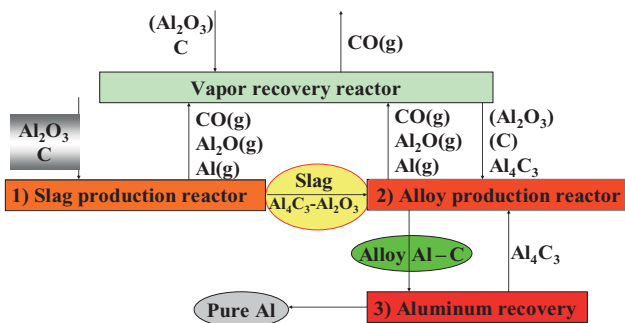 (Al₂O₃)
C
CO(g)
Vapor recovery reactor
Al₂O₃
C
CO(g)
Al₂O(g)
Al(g)
CO(g)
Al₂O(g)
Al(g)
(Al₂O₃)
(C)
Al₄C₃
1) Slag production reactor
Slag
Al₄C₃-Al₂O₃
2) Alloy production reactor
Alloy Al – C
Al₄C₃
Pure Al
3) Aluminum recovery